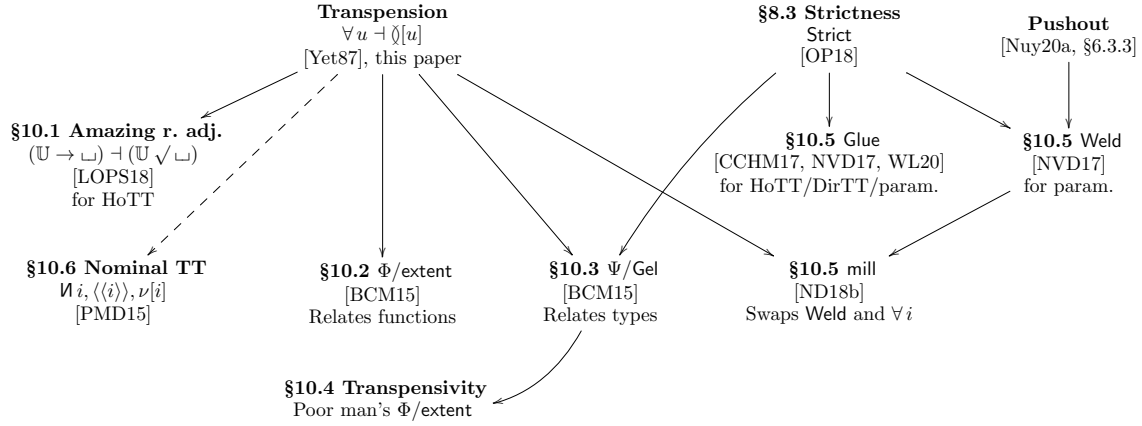 Transpension
∀ u ⊣ ≬[u]
[Yet87], this paper
§8.3 Strictness
Strict
[OP18]
Pushout
[Nuy20a, §6.3.3]
§10.1 Amazing r. adj.
(𝕌 → ␣) ⊣ (𝕌 √ ␣)
[LOPS18]
for HoTT
§10.5 Glue
[CCHM17, NVD17, WL20]
for HoTT/DirTT/param.
§10.5 Weld
[NVD17]
for param.
§10.6 Nominal TT
И i, ⟨⟨i⟩⟩, ν[i]
[PMD15]
§10.2 Φ/extent
[BCM15]
Relates functions
§10.3 Ψ/Gel
[BCM15]
Relates types
§10.5 mill
[ND18b]
Swaps Weld and ∀ i
§10.4 Transpensivity
Poor man's Φ/extent